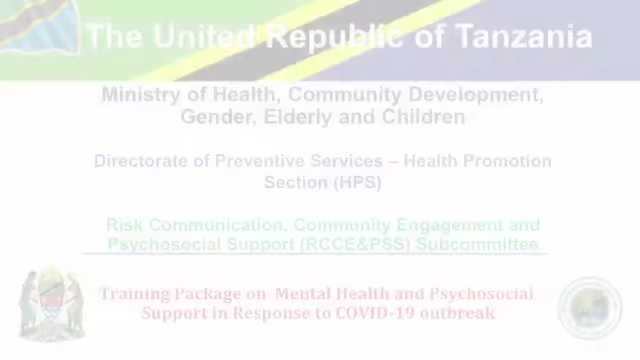 The United Republic of Tanzania
Ministry of Health, Community Development,
Gender, Elderly and Children
Directorate of Preventive Services – Health Promotion
Section (HPS)
Risk Communication, Community Engagement and
Psychosocial Support (RCCE&PSS) Subcommittee
Training Package on  Mental Health and Psychosocial
Support in Response to COVID-19 outbreak